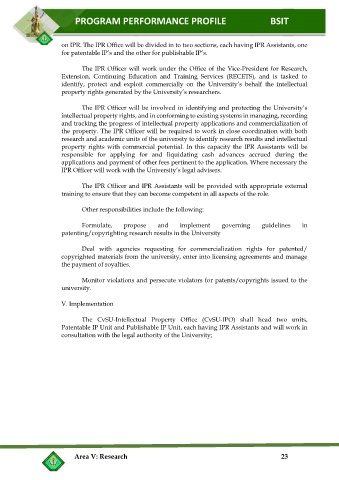 PROGRAM PERFORMANCE PROFILE BSIT
on IPR. The IPR Office will be divided in to two sections, each having IPR Assistants, one
for patentable IP's and the other for publishable IP's.
The IPR Officer will work under the Office of the Vice-President for Research,
Extension, Continuing Education and Training Services (RECETS), and is tasked to
identify, protect and exploit commercially on the University's behalf the intellectual
property rights generated by the University's researchers.
The IPR Officer will be involved in identifying and protecting the University's
intellectual property rights, and in conforming to existing systems in managing, recording
and tracking the progress of intellectual property applications and commercialization of
the property. The IPR Officer will be required to work in close coordination with both
research and academic units of the university to identify research results and intellectual
property rights with commercial potential. In this capacity the IPR Assistants will be
responsible for applying for and liquidating cash advances accrued during the
applications and payment of other fees pertinent to the application. Where necessary the
IPR Officer will work with the University's legal advisers.
The IPR Officer and IPR Assistants will be provided with appropriate external
training to ensure that they can become competent in all aspects of the role.
Other responsibilities include the following:
Formulate, propose and implement governing guidelines in
patenting/copyrighting research results in the University
Deal with agencies requesting for commercialization rights for patented/
copyrighted materials from the university, enter into licensing agreements and manage
the payment of royalties.
Monitor violations and persecute violators for patents/copyrights issued to the
university.
V. Implementation
The CvSU-Intellectual Property Office (CvSU-IPO) shall head two units,
Patentable IP Unit and Publishable IP Unit, each having IPR Assistants and will work in
consultation with the legal authority of the University;
Area V: Research 23